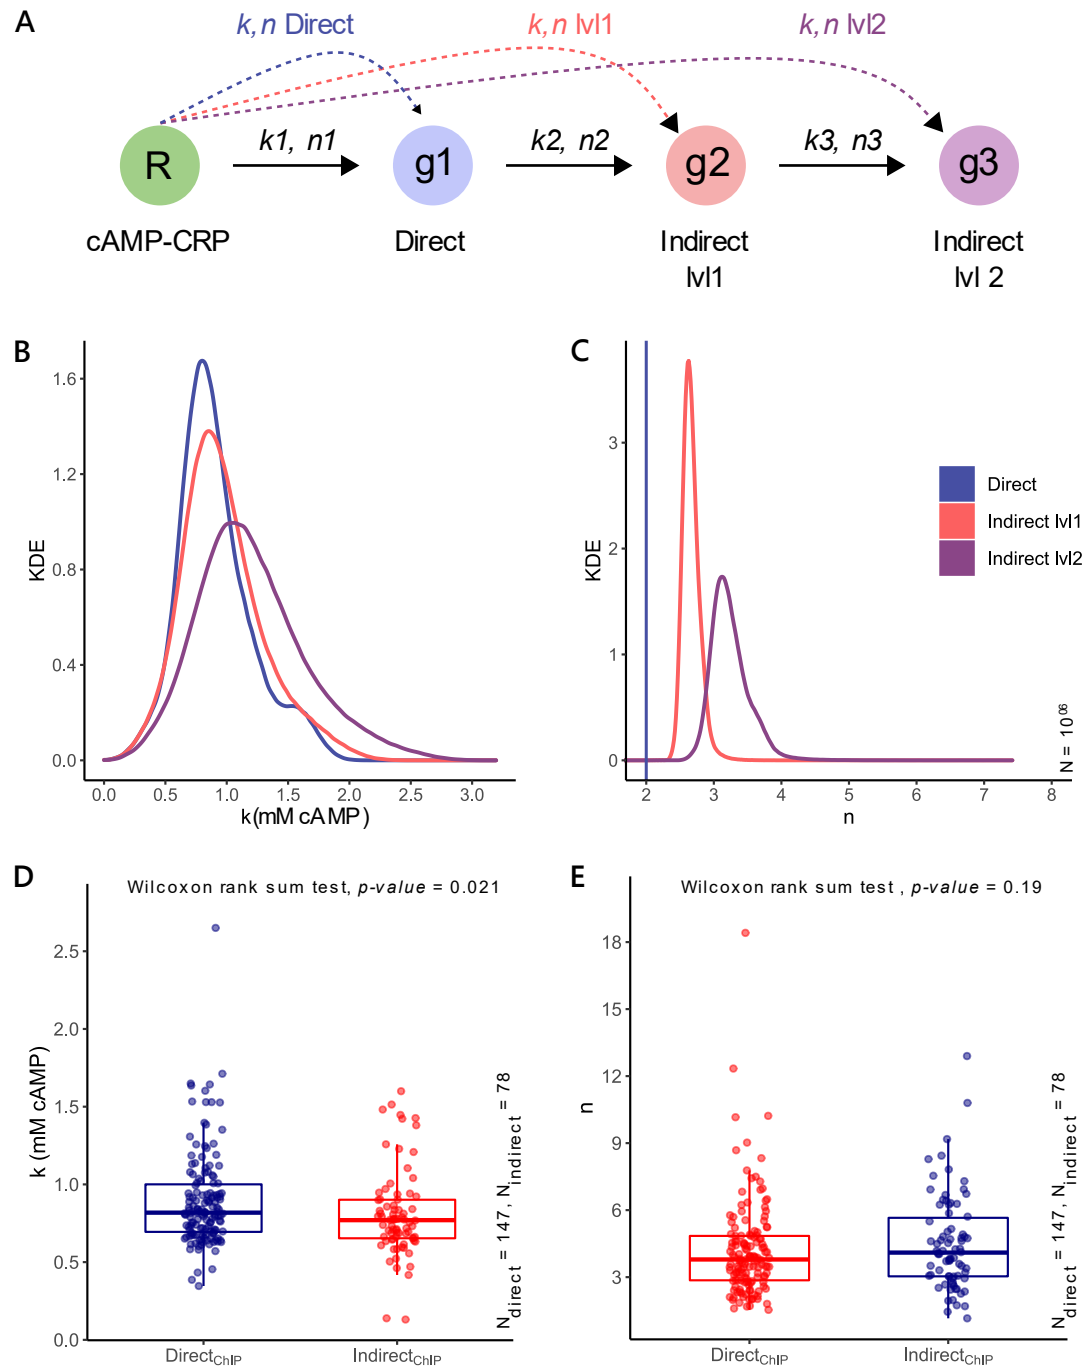 A
k,n Direct
k,n lvl1
k,n lvl2
R
k1, n1
g1
k2, n2
g2
k3, n3
g3
cAMP-CRP
Direct
Indirect
lvl1
Indirect
lvl 2
B
KDE
1.6
1.2
0.8
0.4
0.0
0.0
0.5
1.0
1.5
2.0
2.5
3.0
k(mM cAMP)
C
KDE
3
2
1
0
2
3
4
5
6
7
8
n
Direct
Indirect lvl1
Indirect lvl2
N = 10^06
D
Wilcoxon rank sum test, p-value = 0.021
k (mM cAMP)
2.5
2.0
1.5
1.0
0.5
0.0
Direct_ChIP
Indirect_ChIP
N_direct = 147, N_indirect = 78
E
Wilcoxon rank sum test , p-value = 0.19
n
18
15
12
9
6
3
Direct_ChIP
Indirect_ChIP
N_direct = 147, N_indirect = 78